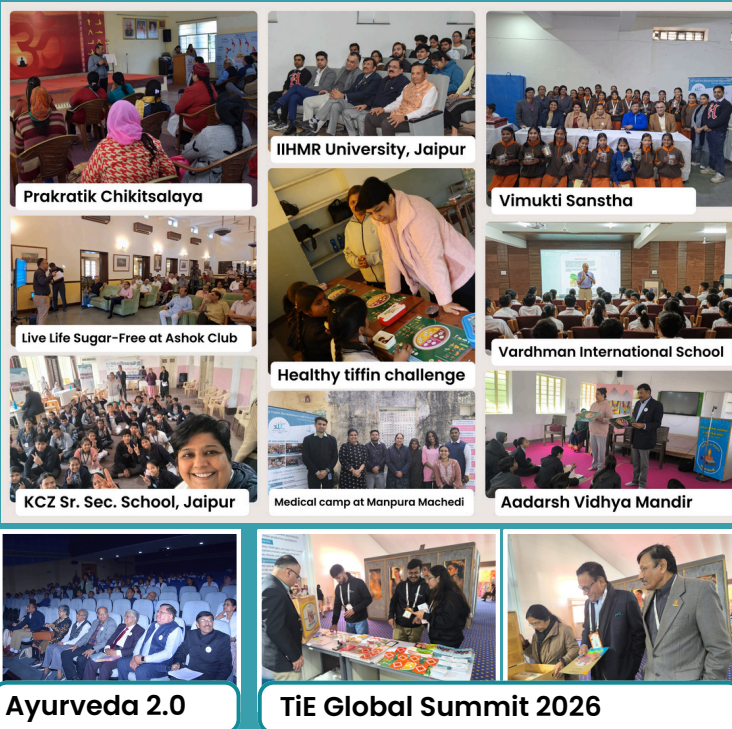 Prakratik Chikitsalaya
IIHMR University, Jaipur
Vimukti Sanstha
Live Life Sugar-Free at Ashok Club
Healthy tiffin challenge
Vardhman International School
KCZ Sr. Sec. School, Jaipur
Medical camp at Manpura Machedi
Aadarsh Vidhya Mandir
Ayurveda 2.0
TiE Global Summit 2026